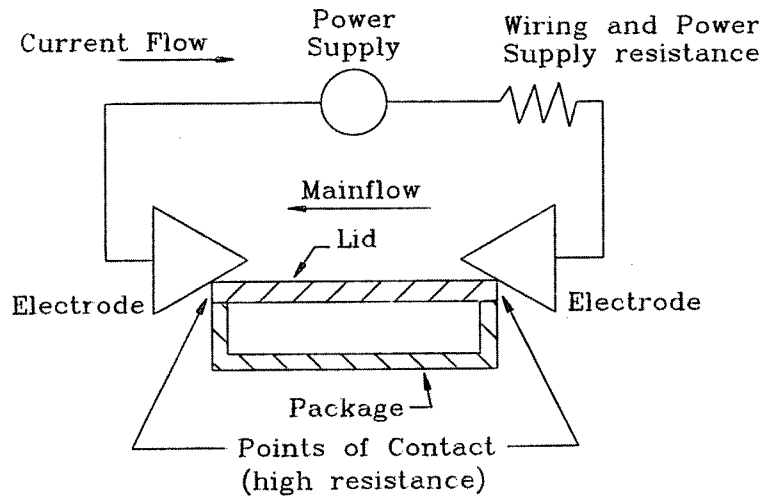 Current Flow
Power
Supply
Wiring and Power
Supply resistance
Mainflow
Lid
Electrode
Electrode
Package
Points of Contact
(high resistance)